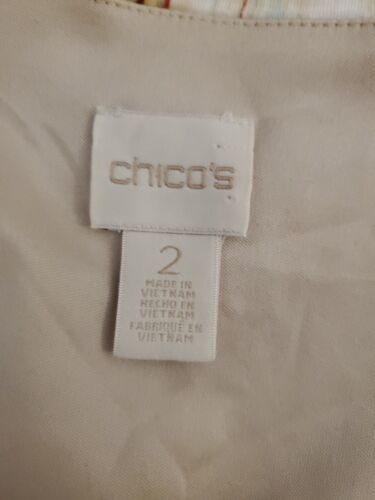 chico's
2
MADE IN
VIETNAM
HECHO EN
VIETNAM
FABRIQUÉ EN
VIETNAM